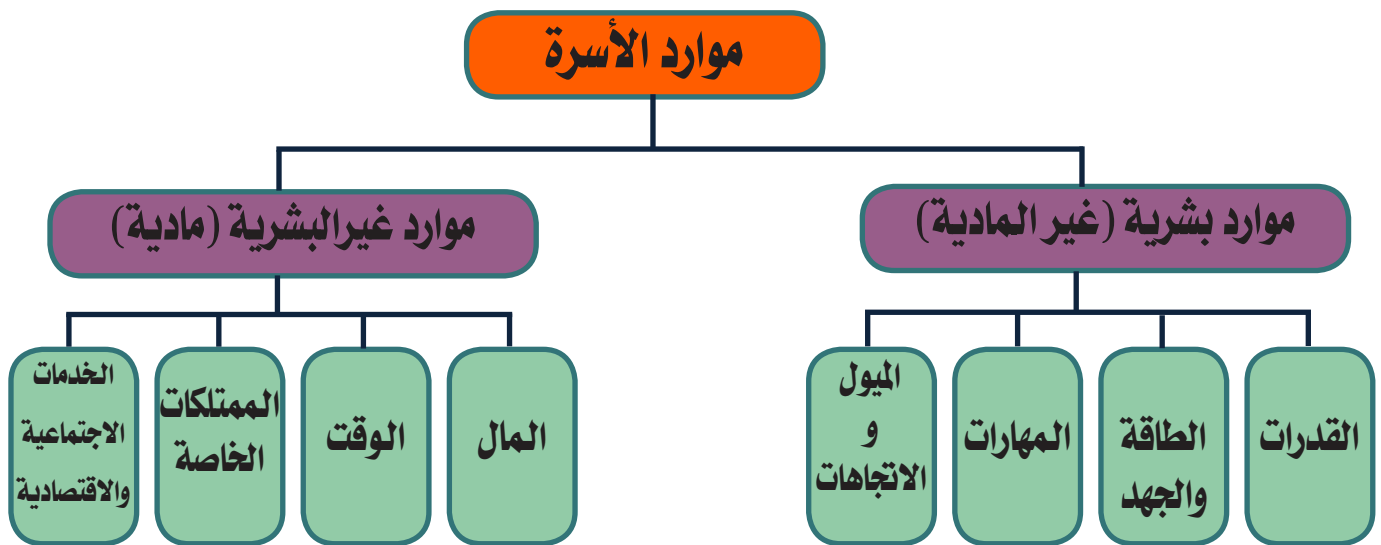 موارد الأسرة
موارد بشرية (غير المادية)
موارد غيرالبشرية (مادية)
القدرات
الطاقة
والجهد
المهارات
الميول
و
الاتجاهات
المال
الوقت
الممتلكات
الخاصة
الخدمات
الاجتماعية
والاقتصادية